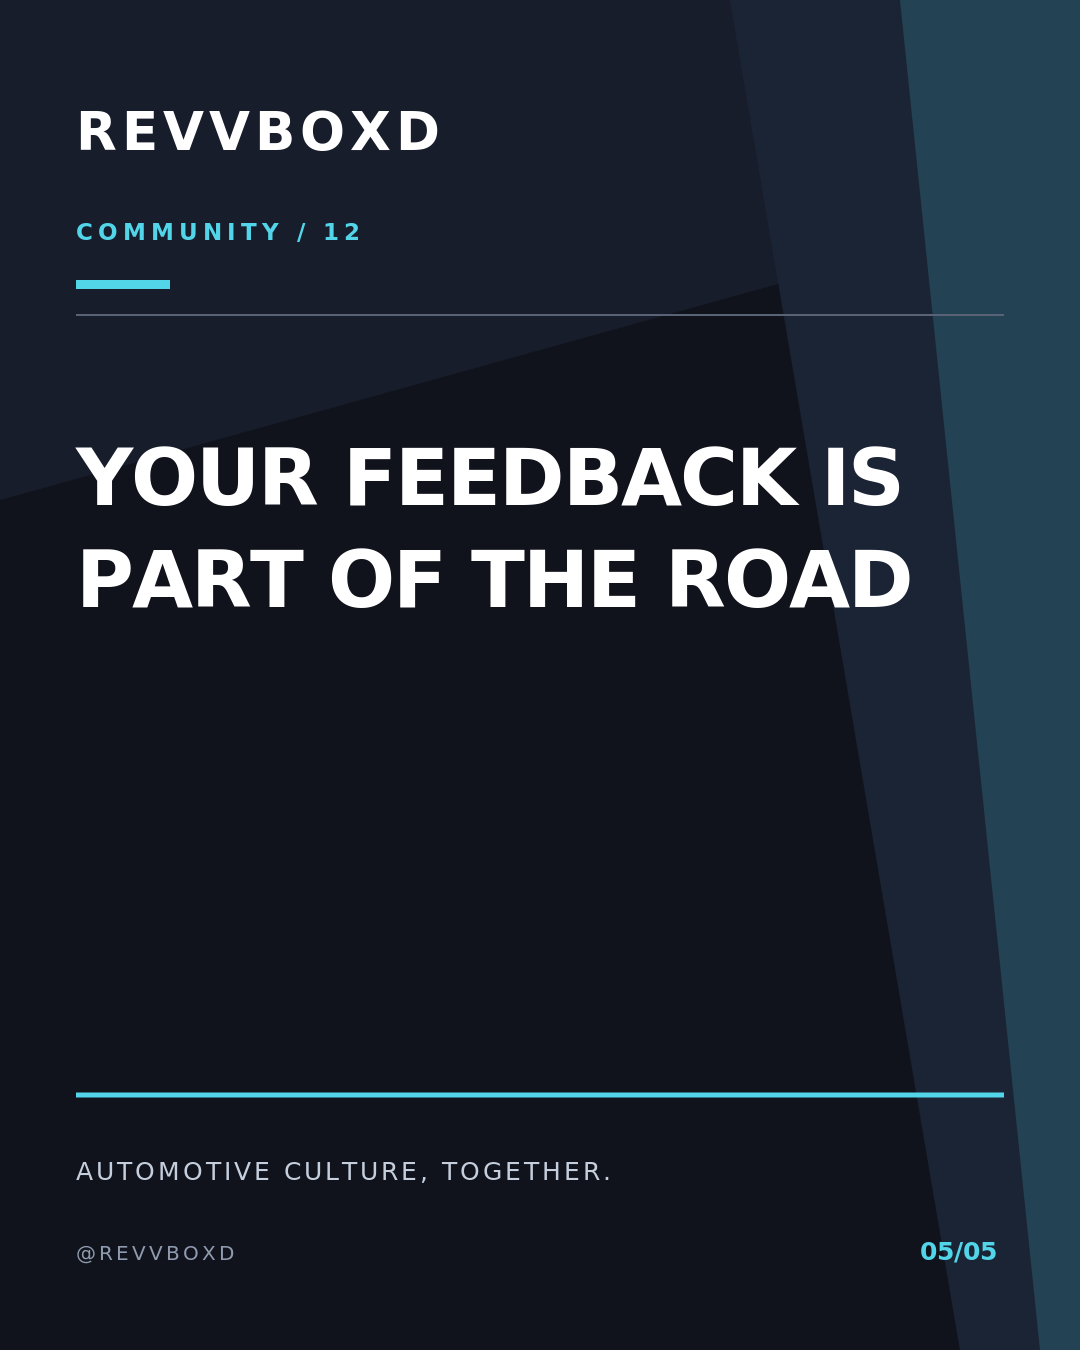 REVVBOXD
COMMUNITY / 12
YOUR FEEDBACK IS
PART OF THE ROAD
AUTOMOTIVE CULTURE, TOGETHER.
@REVVBOXD
05/05